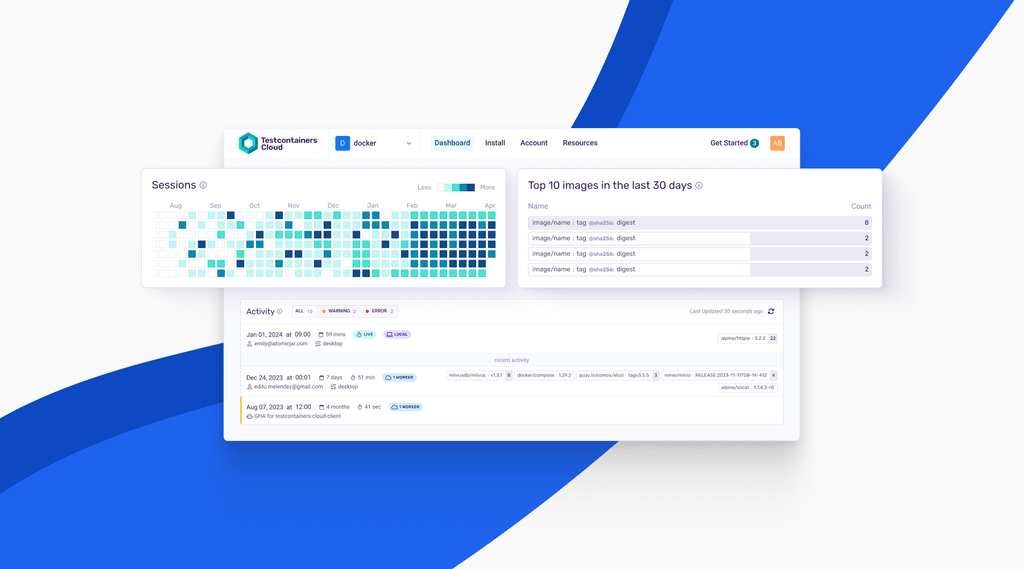 Testcontainers Cloud D docker Dashboard Install Account Resources Get Started 3 AB
Sessions
Less More
Aug Sep Oct Nov Dec Jan Feb Mar Apr
Top 10 images in the last 30 days
Name Count
image/name : tag @sha256: digest 8
image/name : tag @sha256: digest 2
image/name : tag @sha256: digest 2
image/name : tag @sha256: digest 2
Activity ALL 10 WARNING 2 ERROR 2 Last Updated 30 seconds ago
Jan 01, 2024 at 09:00 59 mins LIVE LOCAL alpine/httpie : 3.2.2 22
emily@atomicjar.com desktop
recent activity
Dec 24, 2023 at 00:01 7 days 51 min 1 WORKER milvusdb/milvus : v1.3.1 8 docker/compose : 1.29.2 quay.io/coreos/etcd : tag=3.5.5 3 minio/minio : RELEASE.2023-11-11T08-14-41Z 4
eddu.melendez@gmail.com desktop alpine/socat : 1.7.4.3-r0
Aug 07, 2023 at 12:00 4 months 41 sec 1 WORKER
GHA for testcontainers cloud client